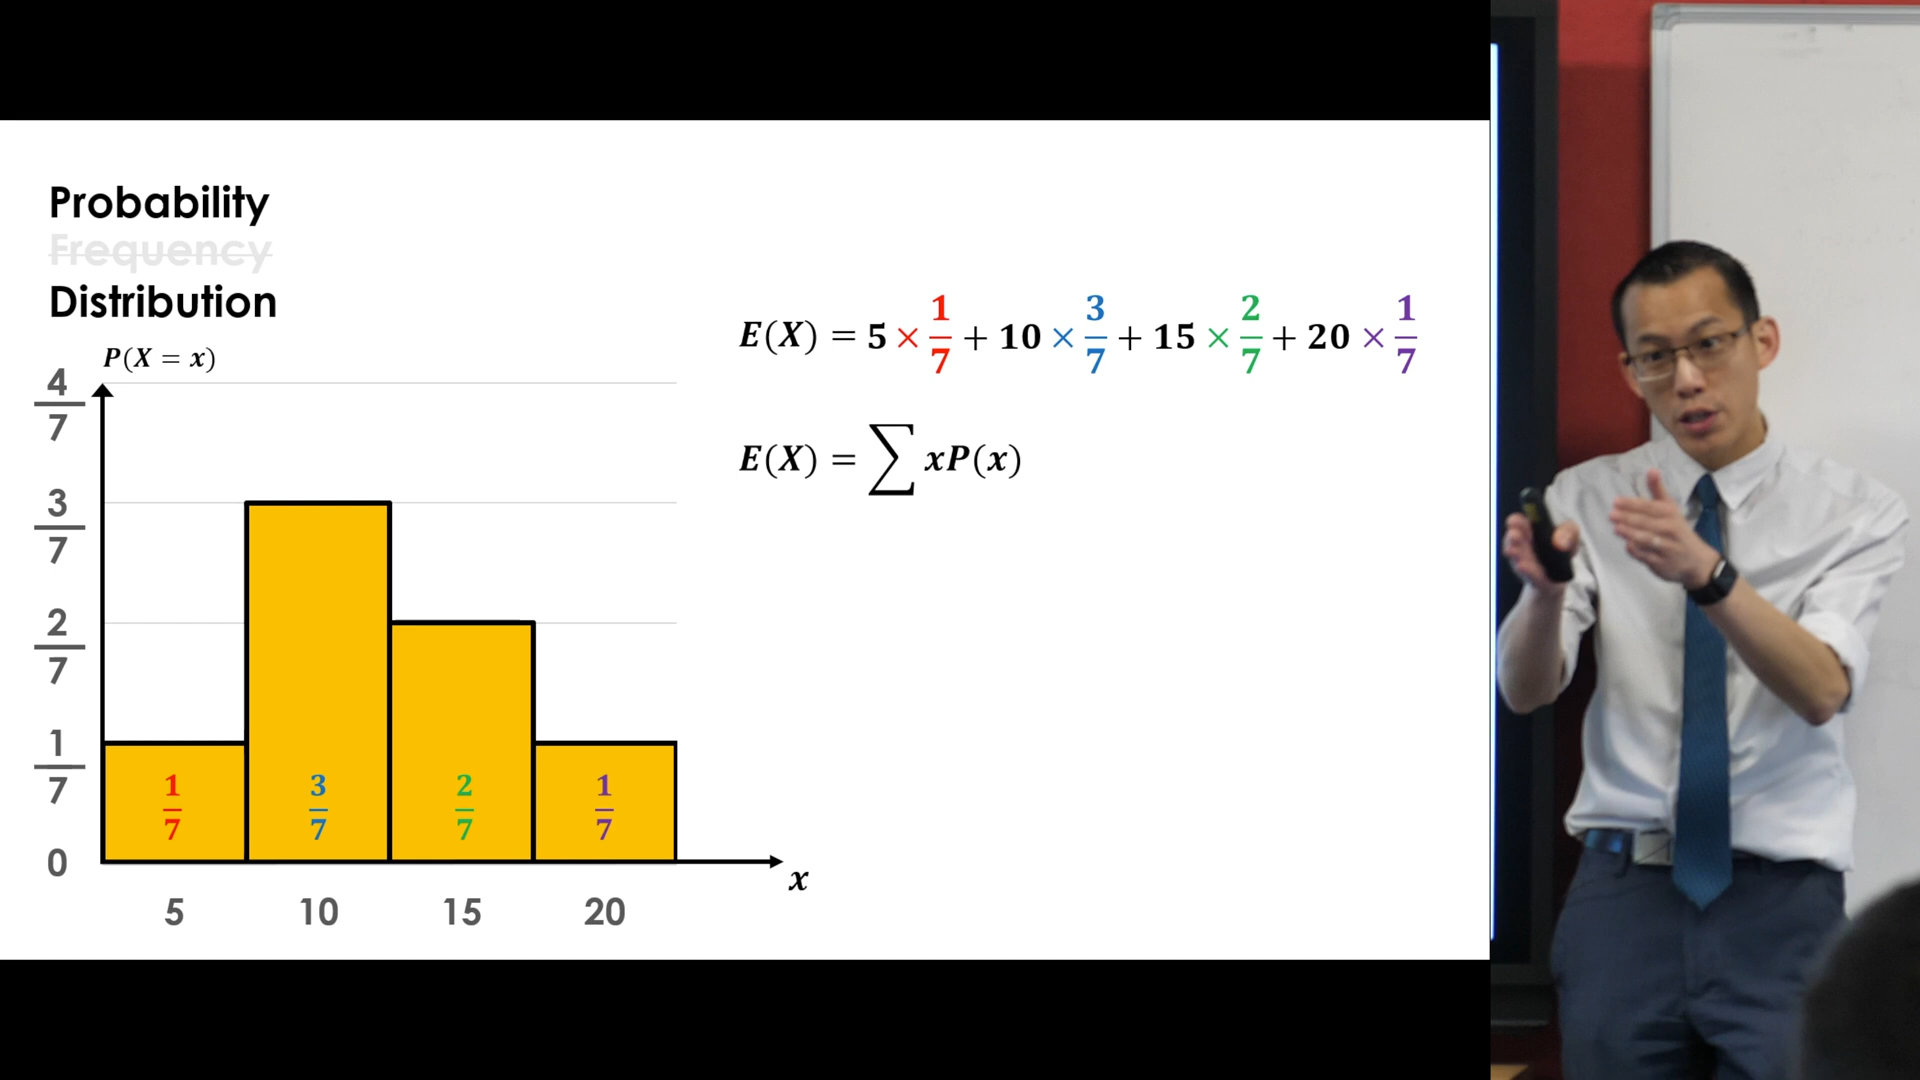 Probability
Frequency
Distribution
P(X = x)
4/7
3/7
2/7
1/7
0
1/7 3/7 2/7 1/7
5 10 15 20
x
E(X) = 5 × 1/7 + 10 × 3/7 + 15 × 2/7 + 20 × 1/7
E(X) = ∑ xP(x)